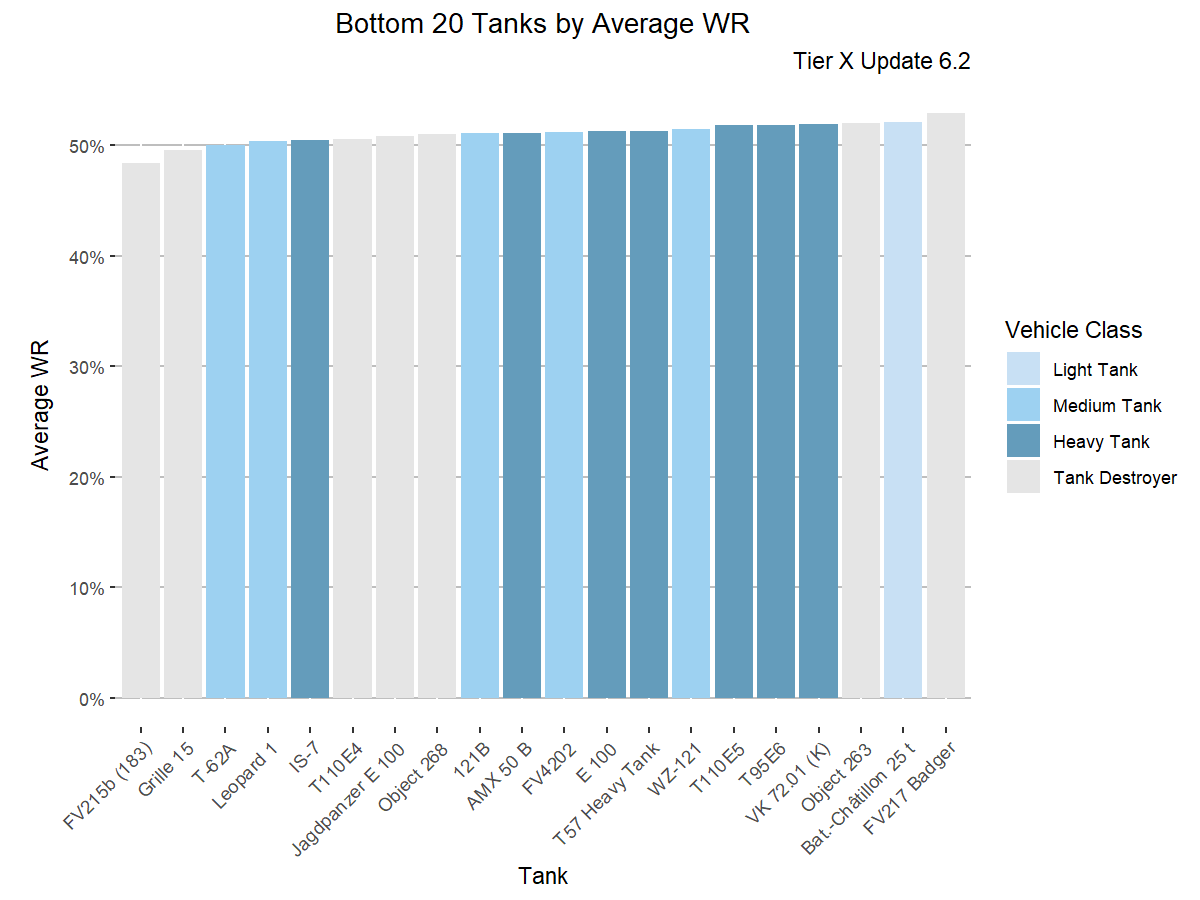 Bottom 20 Tanks by Average WR
Tier X Update 6.2
Average WR
50%
40%
30%
20%
10%
0%
FV215b (183)
Grille 15
T-62A
Leopard 1
IS-7
T110E4
Jagdpanzer E 100
Object 268
121B
AMX 50 B
FV4202
E 100
T57 Heavy Tank
WZ-121
T110E5
T95E6
VK 72.01 (K)
Object 263
Bat.-Châtillon 25 t
FV217 Badger
Tank
Vehicle Class
Light Tank
Medium Tank
Heavy Tank
Tank Destroyer